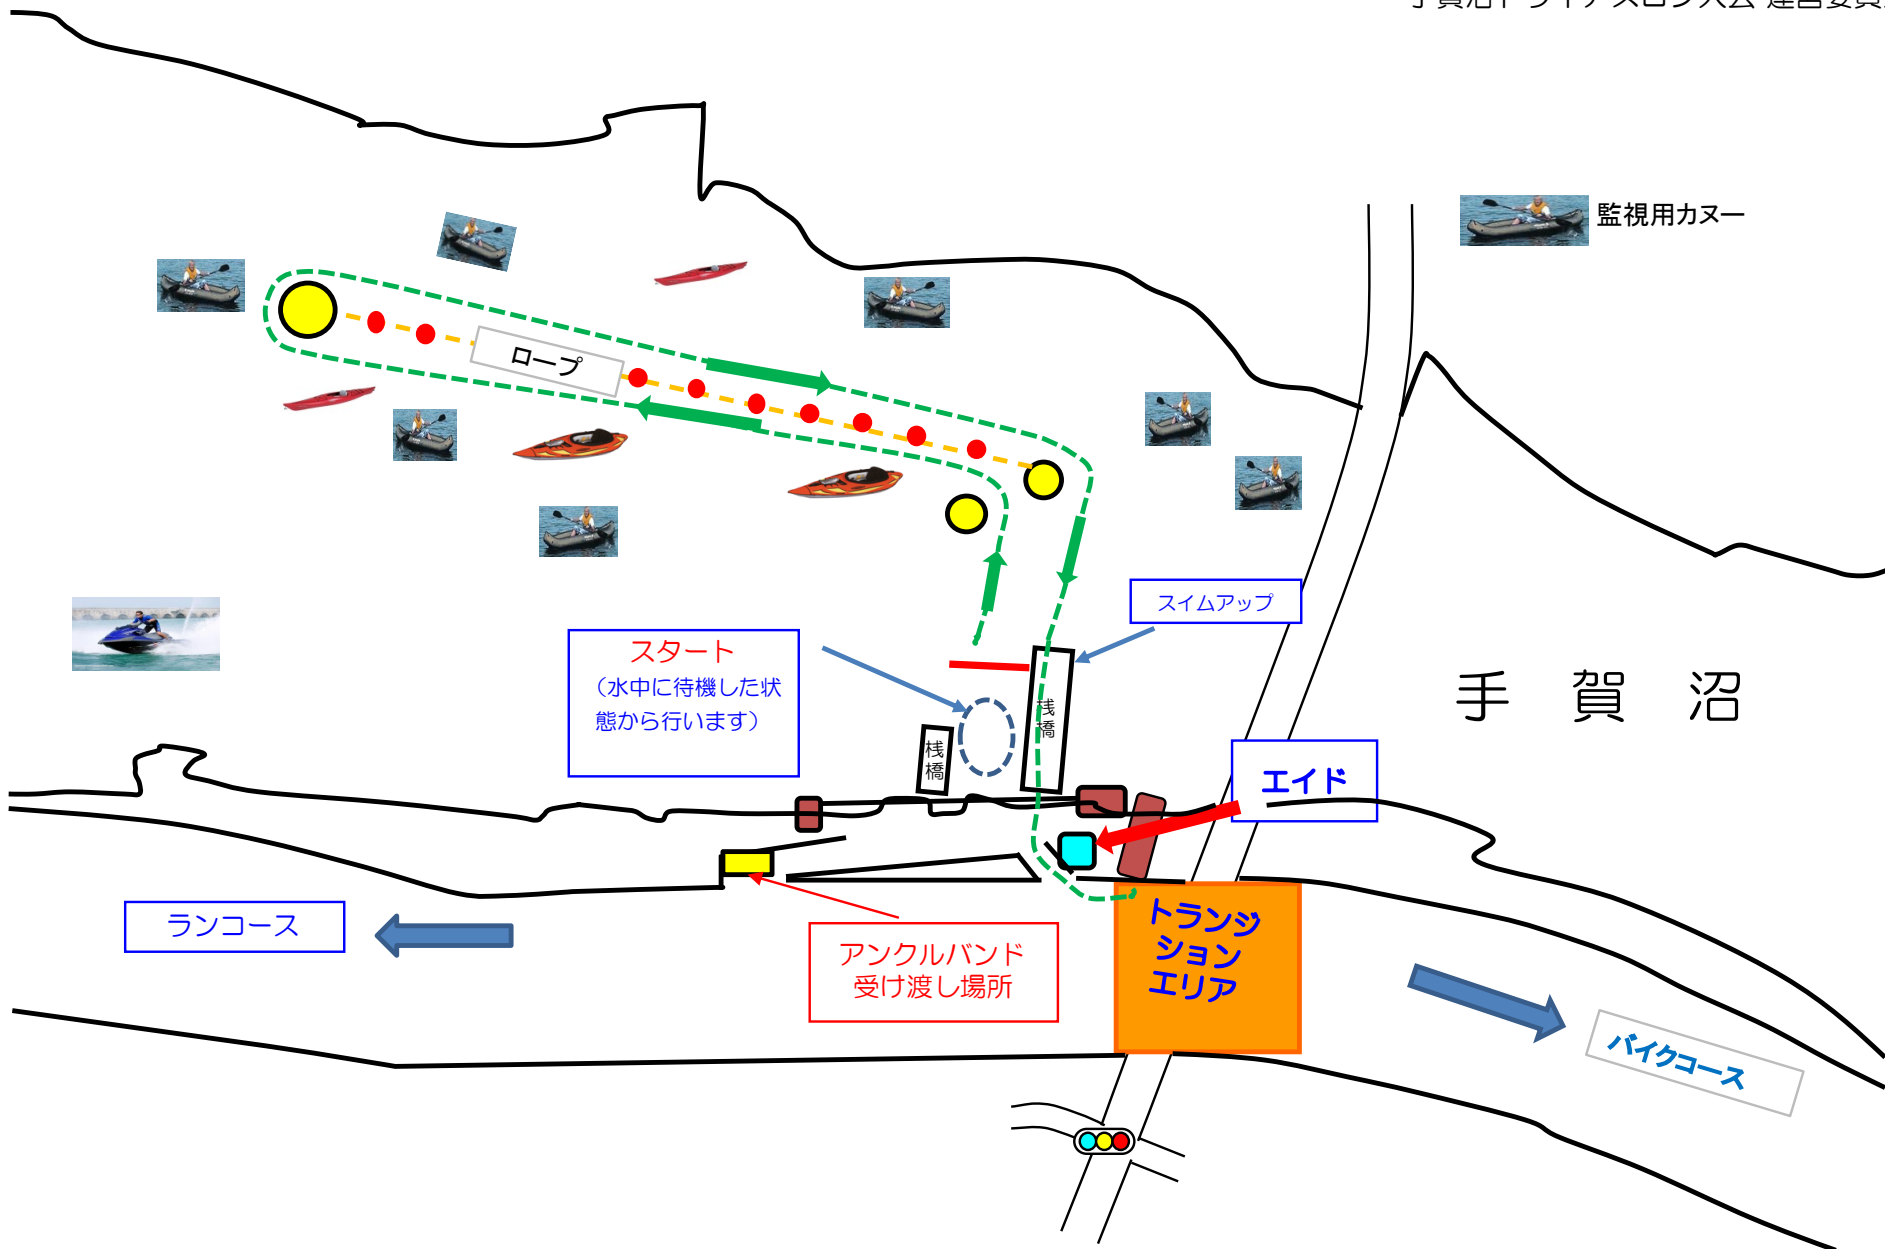 監視用カヌー
ロープ
スイムアップ
スタート
(水中に待機した状
態から行います)
桟橋
桟橋
手 賀 沼
エイド
ランコース
アンクルバンド
受け渡し場所
トランジ
ション
エリア
バイクコース